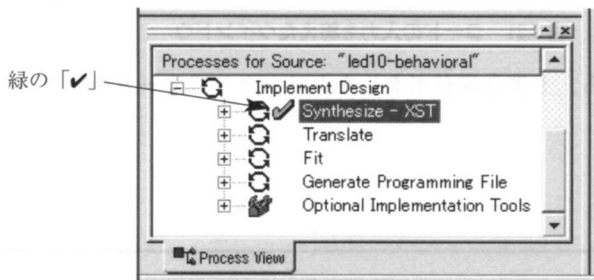 Processes for Source: "led10-behavioral"
緑の「✔」
Implement Design
Synthesize - XST
Translate
Fit
Generate Programming File
Optional Implementation Tools
Process View